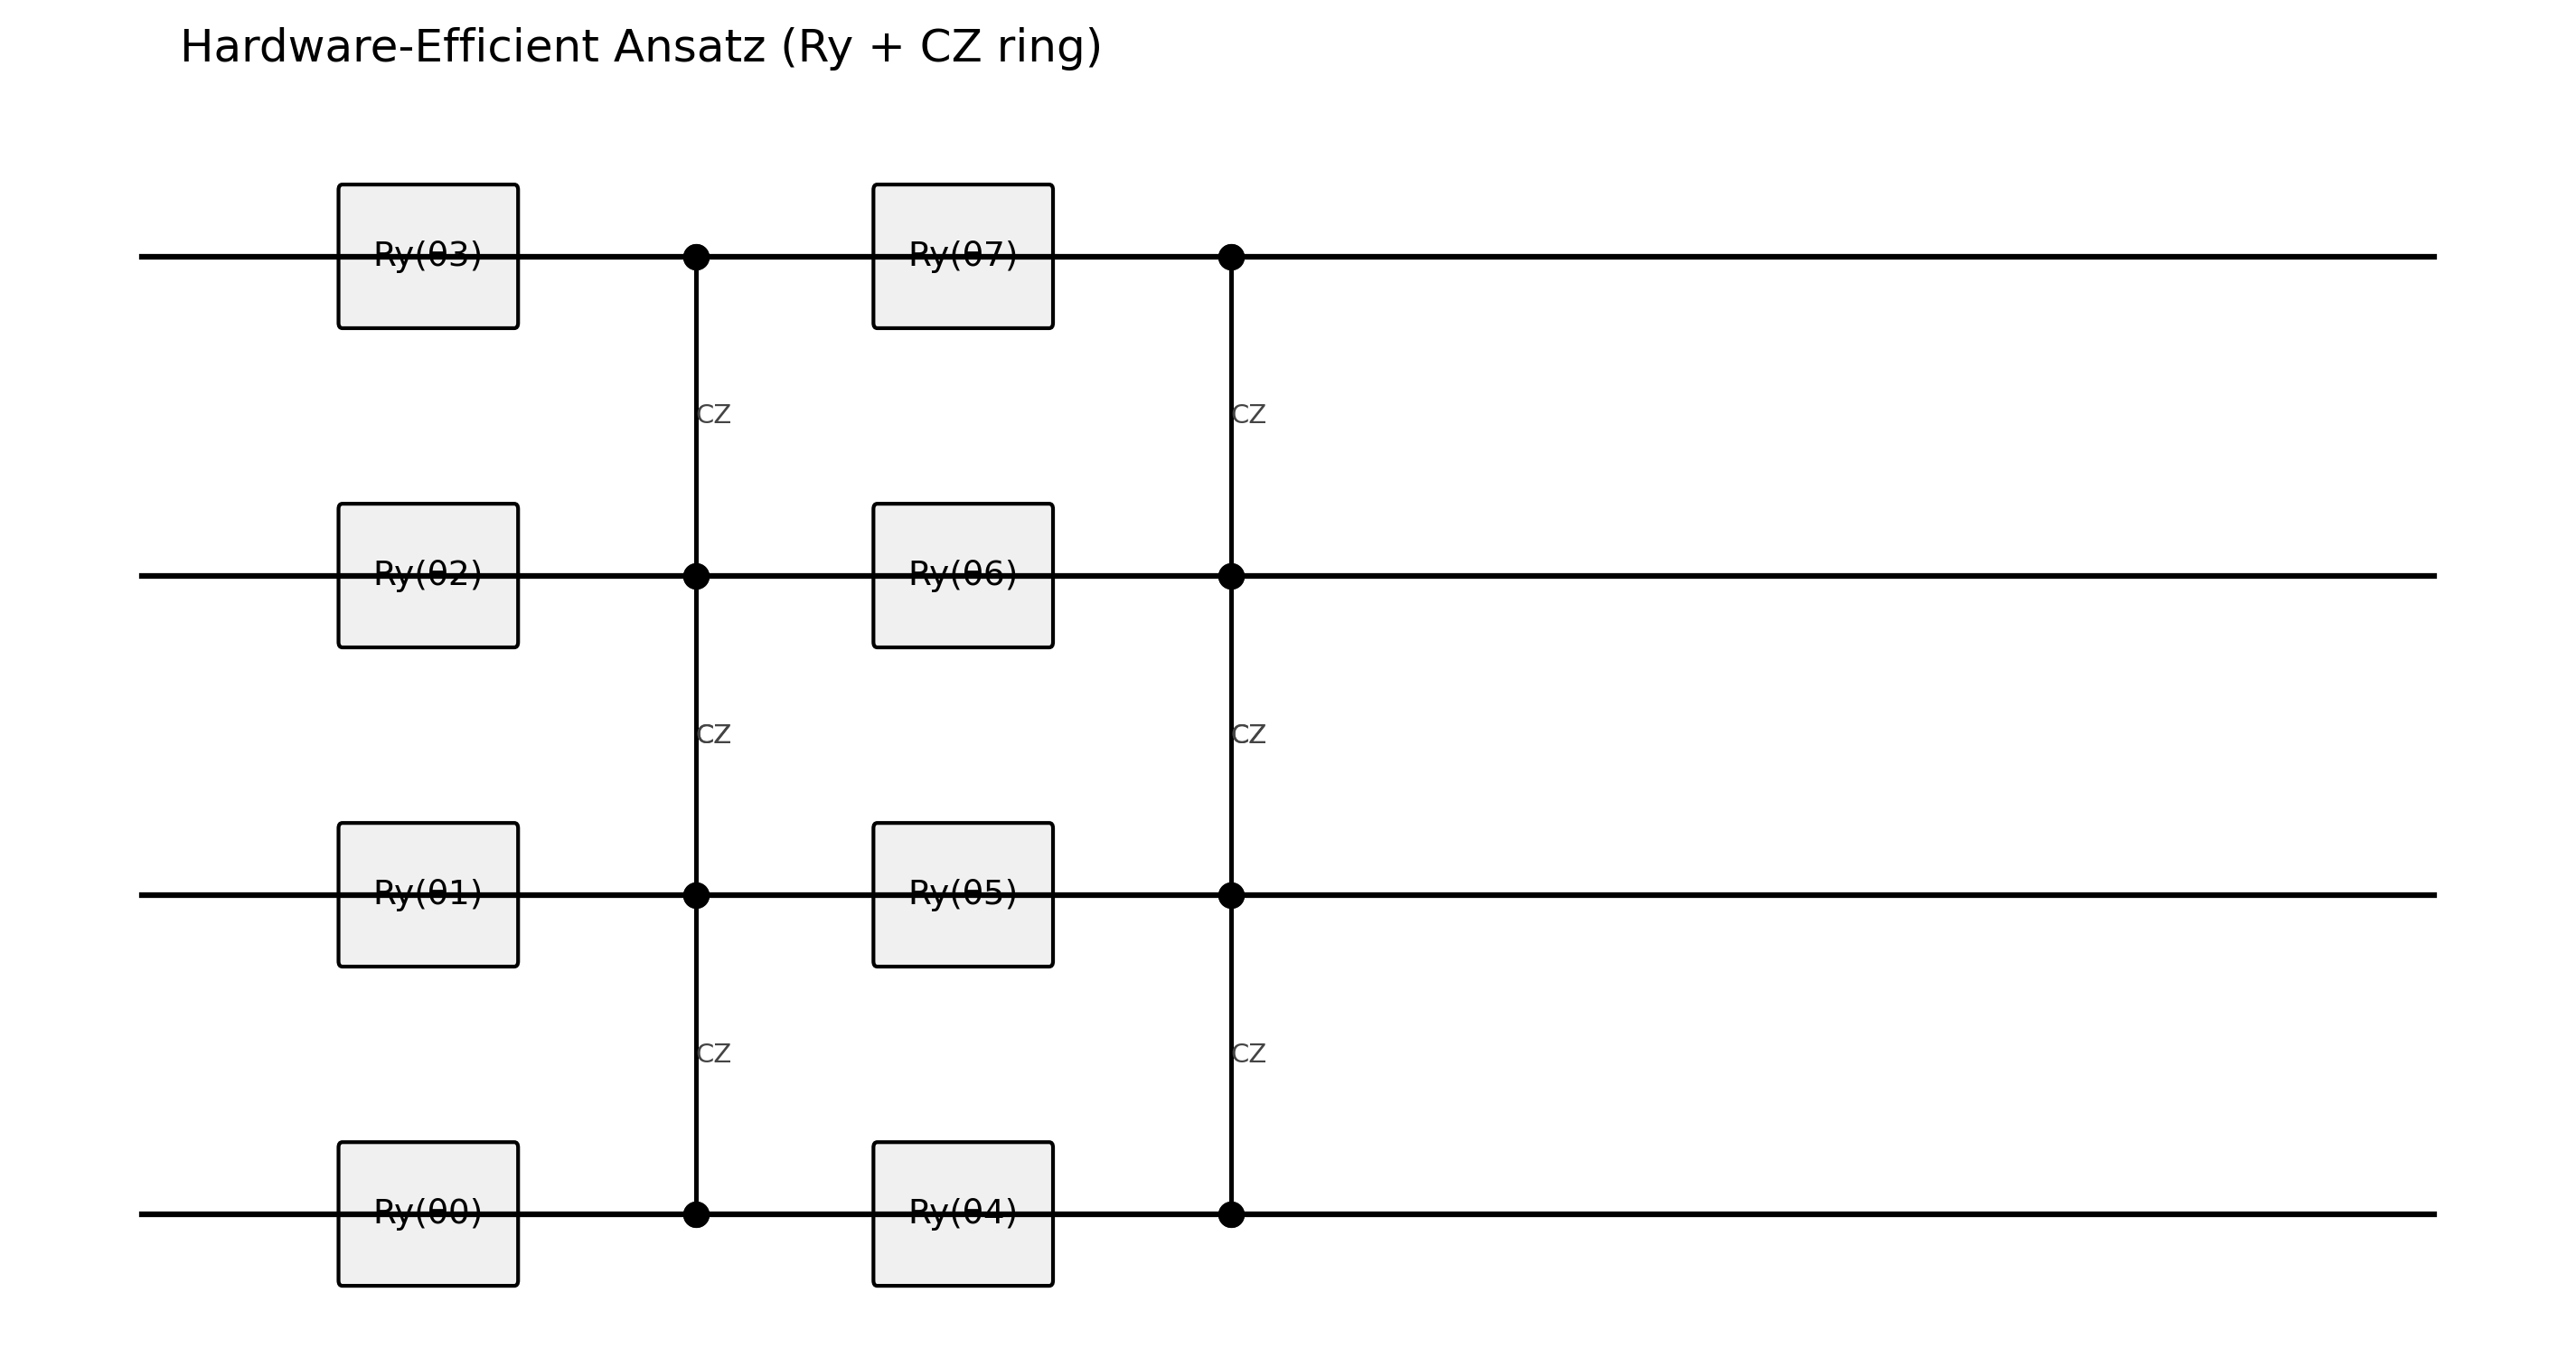 Hardware-Efficient Ansatz (Ry + CZ ring)
Ry(θ3) Ry(θ7)
CZ CZ
Ry(θ2) Ry(θ6)
CZ CZ
Ry(θ1) Ry(θ5)
CZ CZ
Ry(θ0) Ry(θ4)